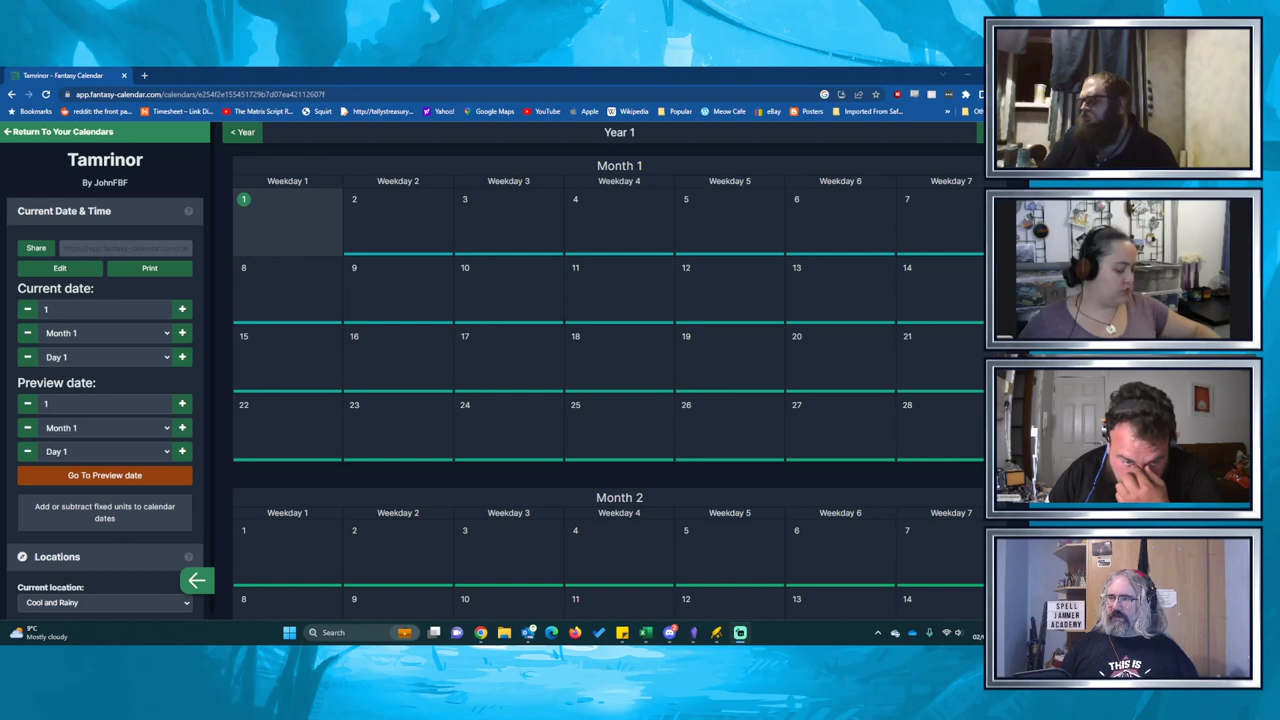 Tamrinor - Fantasy Calendar
app.fantasy-calendar.com/calendars/e254f2e155451729b7d07ea42112607f
Bookmarks reddit: the front pa... Timesheet – Link Di... The Matrix Script R... Squirt http://tallystreasury... Yahoo! Google Maps YouTube Apple Wikipedia Popular Meow Cafe eBay Posters Imported From Saf... »
Return To Your Calendars
< Year
Year 1
Tamrinor
By JohnFBF
Current Date & Time
Share
Edit Print
Current date:
1
Month 1
Day 1
Preview date:
1
Month 1
Day 1
Go To Preview date
Add or subtract fixed units to calendar
dates
Locations
Current location:
Cool and Rainy
Month 1
Weekday 1 Weekday 2 Weekday 3 Weekday 4 Weekday 5 Weekday 6 Weekday 7
1 2 3 4 5 6 7
8 9 10 11 12 13 14
15 16 17 18 19 20 21
22 23 24 25 26 27 28
Month 2
Weekday 1 Weekday 2 Weekday 3 Weekday 4 Weekday 5 Weekday 6 Weekday 7
1 2 3 4 5 6 7
8 9 10 11 12 13 14
9°C
Mostly cloudy
Search
2
02/
SPELL
JAMMER
ACADEMY
THIS IS